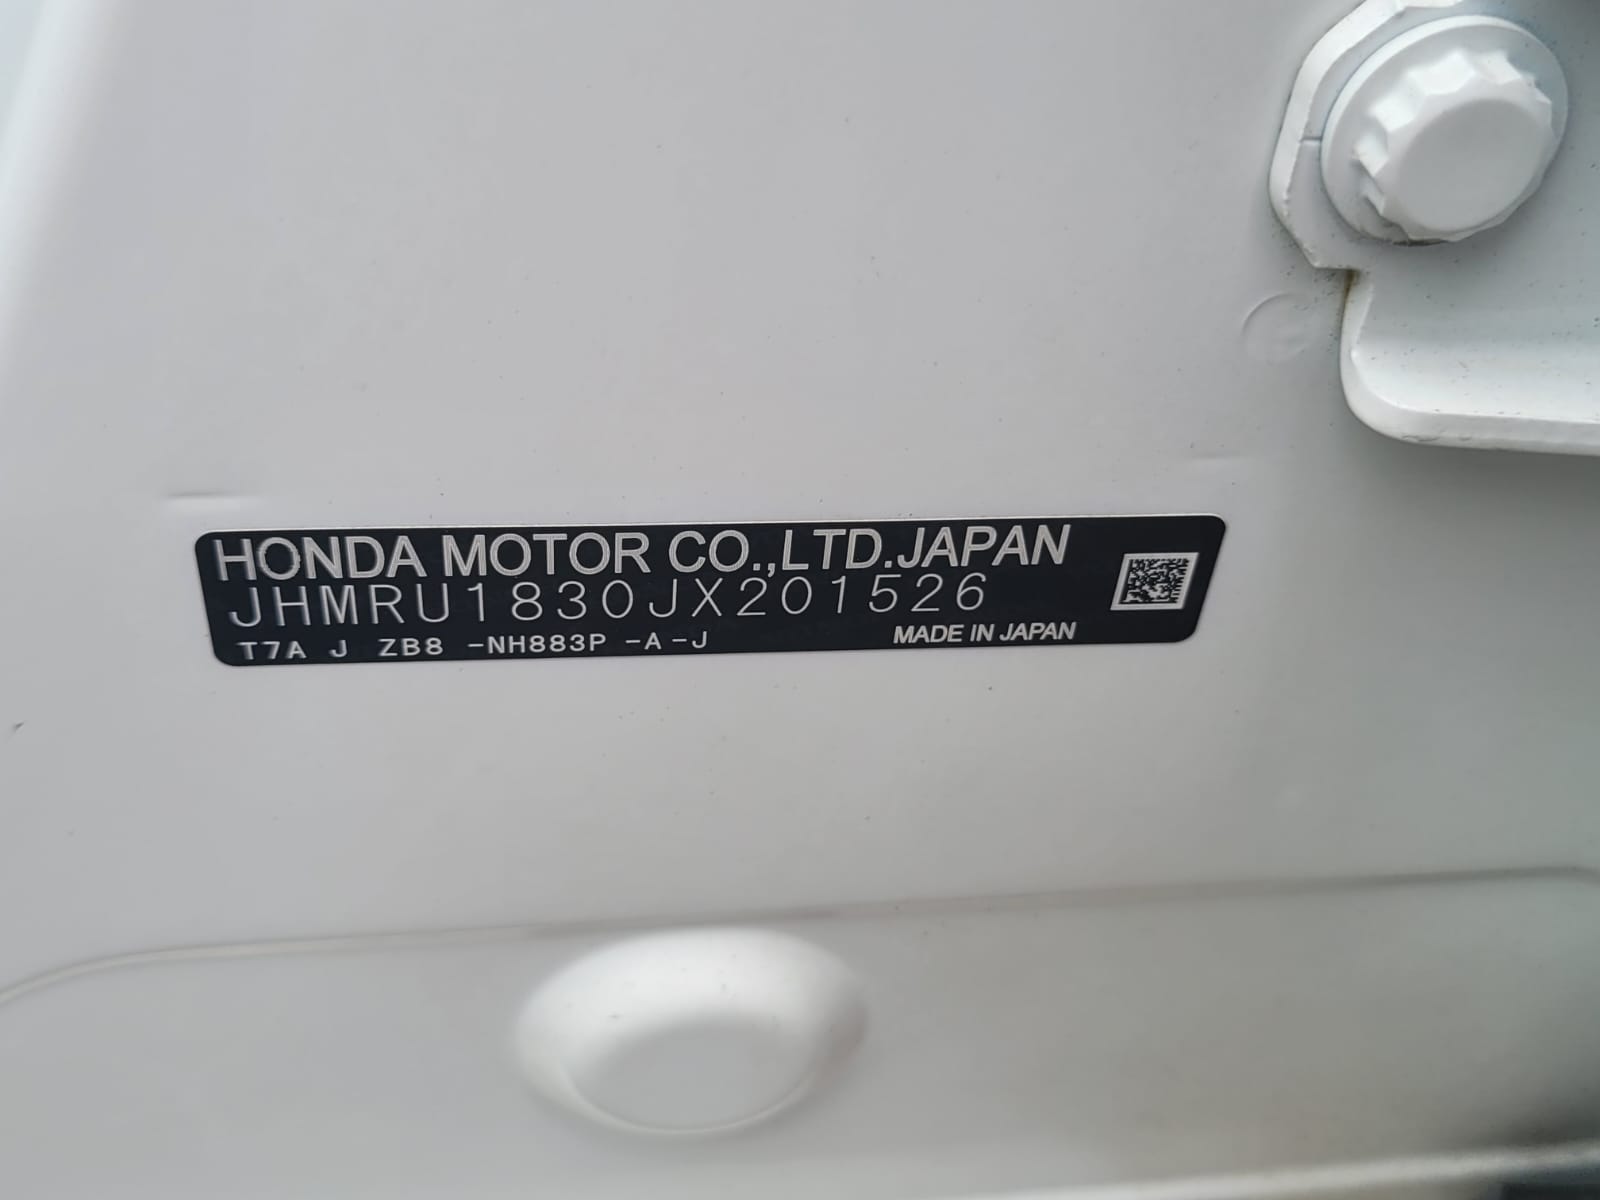 HONDA MOTOR CO.,LTD.JAPAN
JHMRU1830JX201526
T7A J ZB8 -NH883P -A-J
MADE IN JAPAN